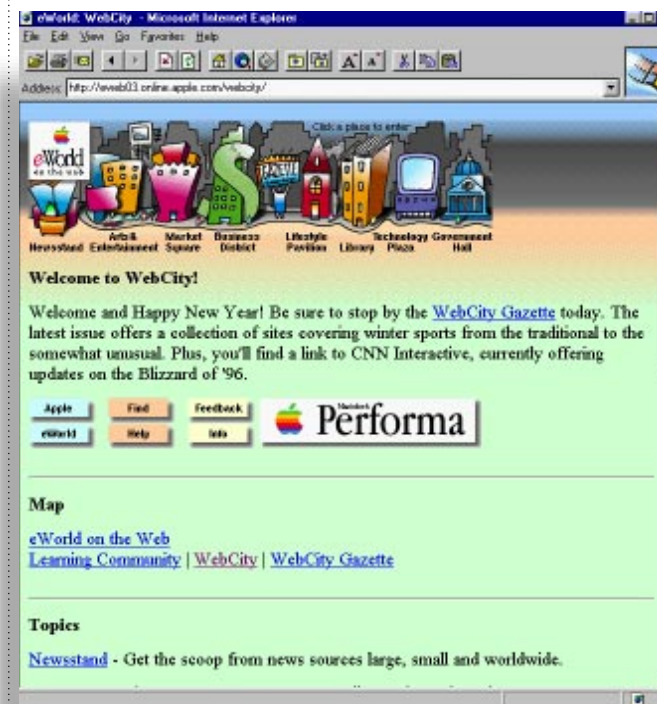 eWorld: WebCity - Microsoft Internet Explorer
File Edit View Go Favorites Help
Address: http://eweb03.online.apple.com/webcity/
Click a place to enter
eWorld
on the web
Newsstand
Arts & Entertainment
Market Square
Business District
Lifestyle Pavilion
Library
Technology Plaza
Government Hall
Welcome to WebCity!
Welcome and Happy New Year! Be sure to stop by the WebCity Gazette today. The
latest issue offers a collection of sites covering winter sports from the traditional to the
somewhat unusual. Plus, you'll find a link to CNN Interactive, currently offering
updates on the Blizzard of '96.
Apple Find Feedback
eWorld Help Info
Macintosh
Performa
Map
eWorld on the Web
Learning Community | WebCity | WebCity Gazette
Topics
Newsstand - Get the scoop from news sources large, small and worldwide.